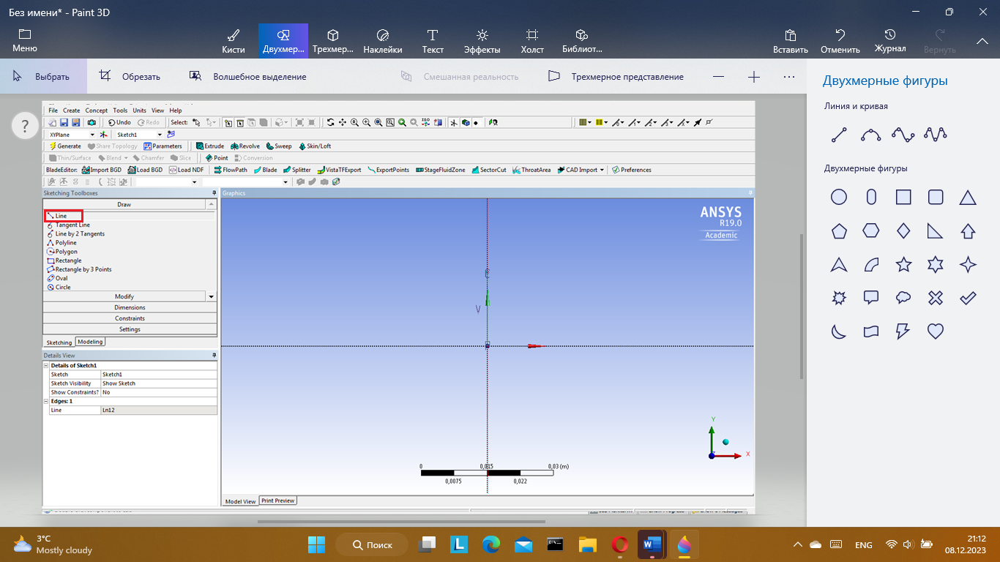 Без имени* - Paint 3D
Меню
Кисти
Двухмер...
Трехмер...
Наклейки
Текст
Эффекты
Холст
Библиот...
Вставить
Отменить
Журнал
Вернуть
Выбрать
Обрезать
Волшебное выделение
Смешанная реальность
Трехмерное представление
Двухмерные фигуры
Линия и кривая
Двухмерные фигуры
?
File Create Concept Tools Units View Help
Undo Redo Select:
ISO
XYPlane Sketch1
Generate Share Topology Parameters Extrude Revolve Sweep Skin/Loft
Thin/Surface Blend Chamfer Slice Point Conversion
BladeEditor: Import BGD Load BGD Load NDF FlowPath Blade Splitter VistaTFExport ExportPoints StageFluidZone SectorCut ThroatArea CAD Import Preferences
Sketching Toolboxes
Draw
Line
Tangent Line
Line by 2 Tangents
Polyline
Polygon
Rectangle
Rectangle by 3 Points
Oval
Circle
Modify
Dimensions
Constraints
Settings
Sketching Modeling
Details View
Details of Sketch1
Sketch Sketch1
Sketch Visibility Show Sketch
Show Constraints? No
Edges: 1
Line Ln12
Graphics
ANSYS
R19.0
Academic
V
Y
X
0 0,015 0,03 (m)
0,0075 0,022
Model View Print Preview
3°C
Mostly cloudy
Поиск
ENG
21:12
08.12.2023